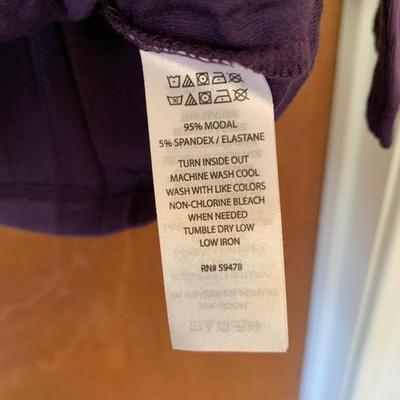 95% MODAL
5% SPANDEX / ELASTANE
TURN INSIDE OUT
MACHINE WASH COOL
WASH WITH LIKE COLORS
NON-CHLORINE BLEACH
WHEN NEEDED
TUMBLE DRY LOW
LOW IRON
RN# 59478